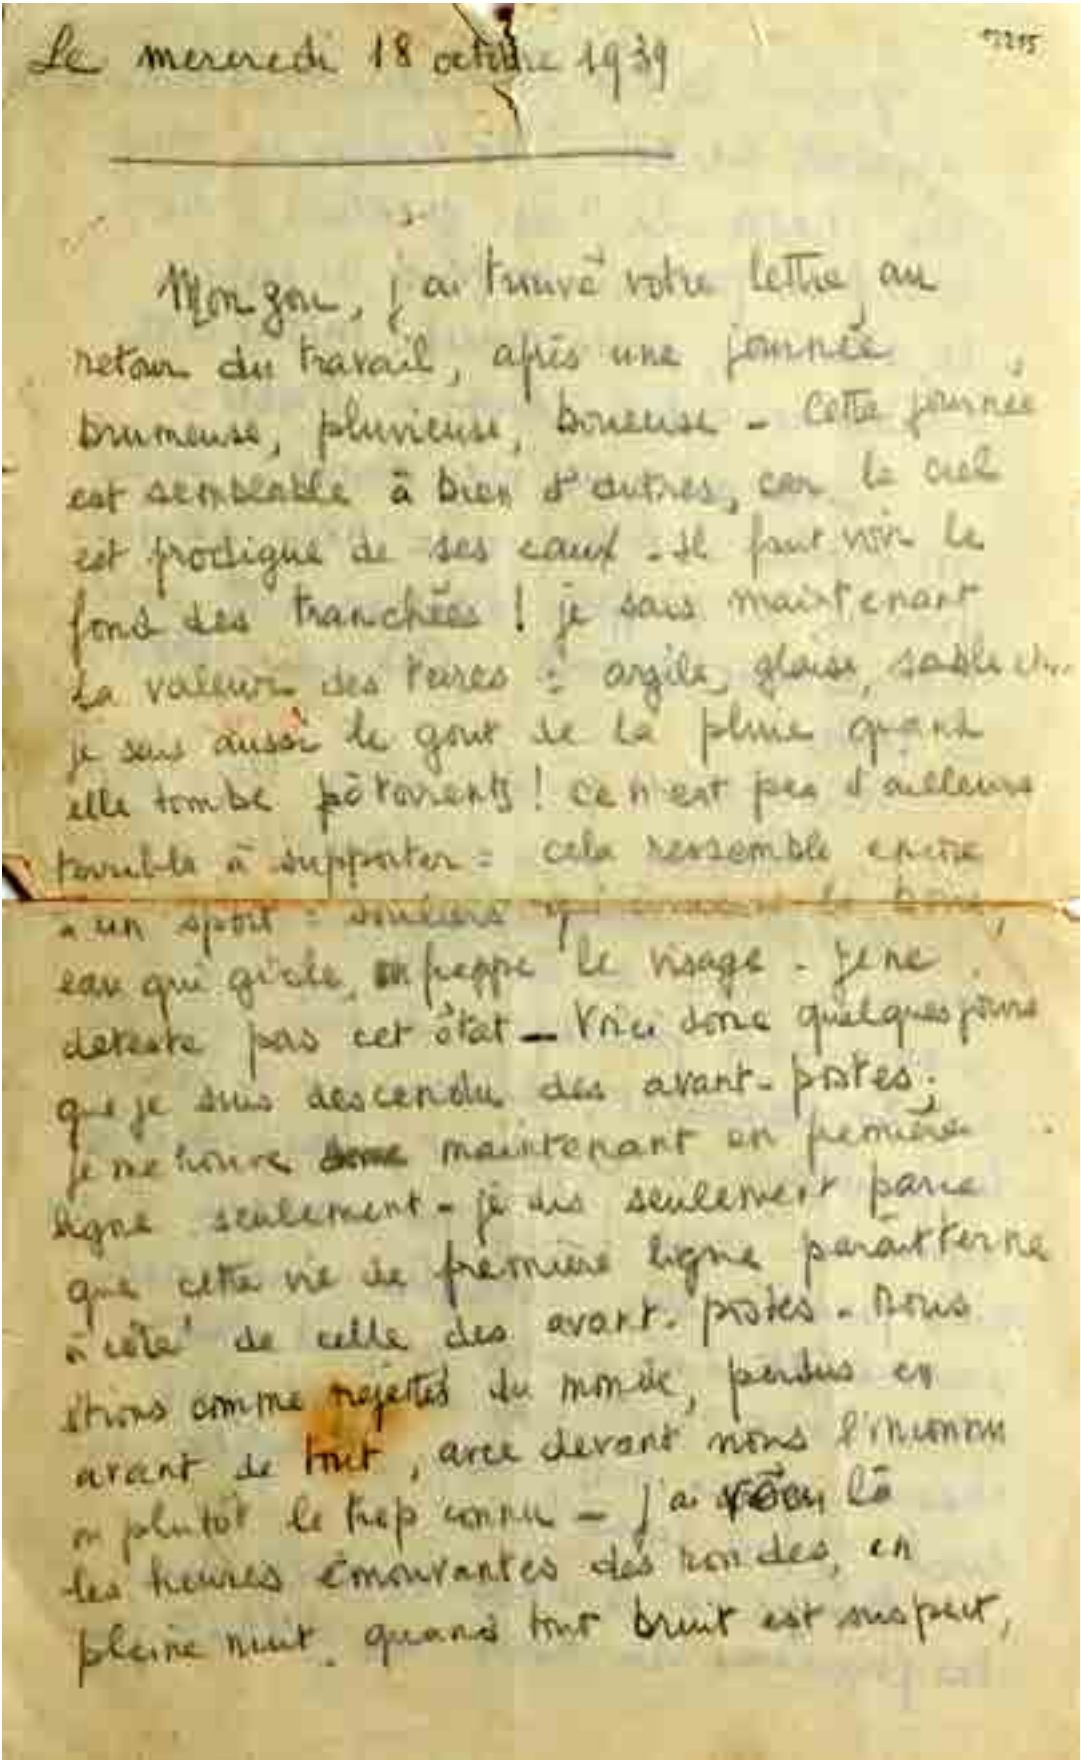 Le mercredi 18 octobre 1939
Mon gou, j'ai trouvé votre lettre, au
retour du travail, après une journée
brumeuse, pluvieuse, boueuse - Cette journée
est semblable à bien d'autres, car le ciel
est prodigue de ses eaux - Il faut voir le
fond des tranchées ! je sais maintenant
la valeur des terres : argile, glaise, sable etc..
je sais aussi le gout de la pluie quand
elle tombe à torrents ! ce n'est pas d'ailleurs
terrible à supporter : cela ressemble encore
à un sport : souliers qui la boue,
eau qui gicle, frappe le visage - je ne
déteste pas cet état - Voici donc quelques jours
que je suis descendu des avant-postes ;
je me trouve maintenant en première
ligne seulement - je dis seulement parce
que cette vie de première ligne paraît terne
à côté de celle des avant-postes - Nous
étions comme rejetés du monde, perdus en
avant de tout, avec devant nous l'inconnu
ou plutôt le trop connu - j'ai vécu là
les heures émouvantes des rondes, en
pleine nuit, quand tout bruit est suspect,